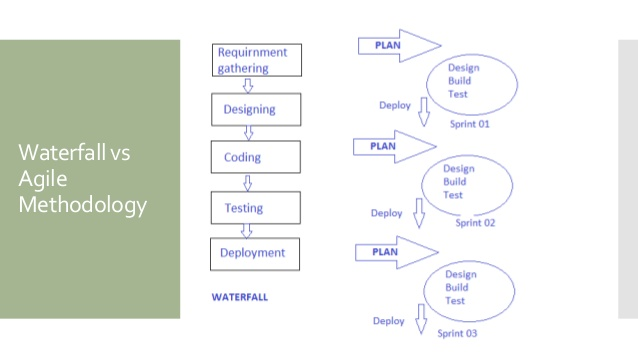 Waterfall vs
Agile
Methodology
Requirnment
gathering
Designing
Coding
Testing
Deployment
WATERFALL
PLAN
Design
Build
Test
Deploy
Sprint 01
PLAN
Design
Build
Test
Deploy
Sprint 02
PLAN
Design
Build
Test
Deploy
Sprint 03